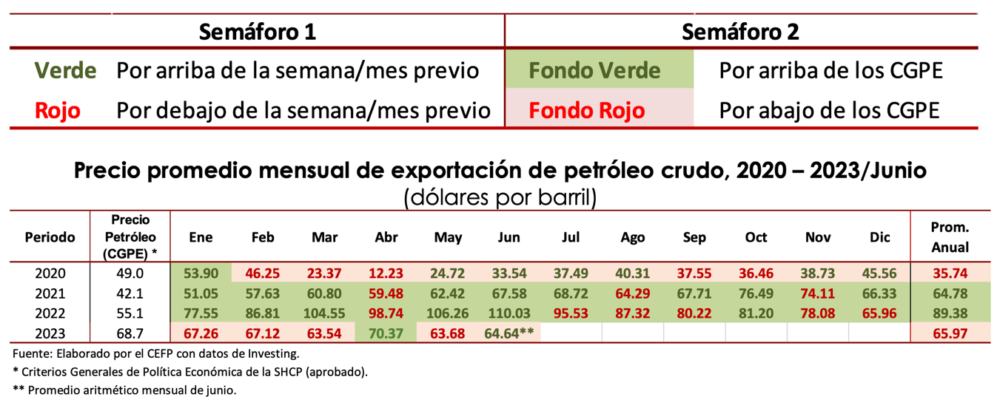 Semáforo 1 Semáforo 2
Verde Por arriba de la semana/mes previo Fondo Verde Por arriba de los CGPE
Rojo Por debajo de la semana/mes previo Fondo Rojo Por abajo de los CGPE
Precio promedio mensual de exportación de petróleo crudo, 2020 – 2023/Junio
(dólares por barril)
Periodo Precio Petróleo (CGPE) * Ene Feb Mar Abr May Jun Jul Ago Sep Oct Nov Dic Prom. Anual
2020 49.0 53.90 46.25 23.37 12.23 24.72 33.54 37.49 40.31 37.55 36.46 38.73 45.56 35.74
2021 42.1 51.05 57.63 60.80 59.48 62.42 67.58 68.72 64.29 67.71 76.49 74.11 66.33 64.78
2022 55.1 77.55 86.81 104.55 98.74 106.26 110.03 95.53 87.32 80.22 81.20 78.08 65.96 89.38
2023 68.7 67.26 67.12 63.54 70.37 63.68 64.64** 65.97
Fuente: Elaborado por el CEFP con datos de Investing.
* Criterios Generales de Política Económica de la SHCP (aprobado).
** Promedio aritmético mensual de junio.